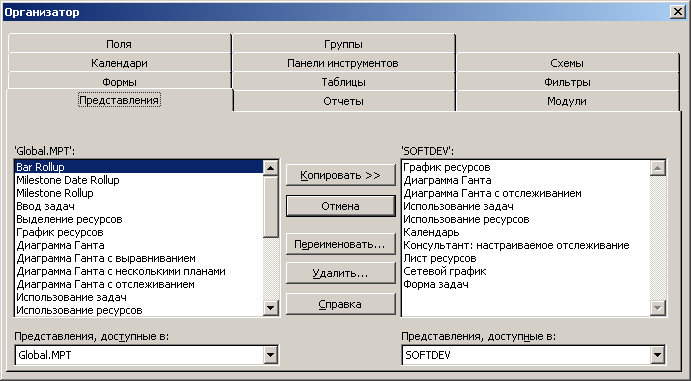 Организатор
Поля
Группы
Календари
Панели инструментов
Схемы
Формы
Таблицы
Фильтры
Представления
Отчеты
Модули
'Global.MPT':
Bar Rollup
Milestone Date Rollup
Milestone Rollup
Ввод задач
Выделение ресурсов
График ресурсов
Диаграмма Ганта
Диаграмма Ганта с выравниванием
Диаграмма Ганта с несколькими планами
Диаграмма Ганта с отслеживанием
Использование задач
Использование ресурсов
Копировать >>
Отмена
Переименовать...
Удалить...
Справка
'SOFTDEV':
График ресурсов
Диаграмма Ганта
Диаграмма Ганта с отслеживанием
Использование задач
Использование ресурсов
Календарь
Консультант: настраиваемое отслеживание
Лист ресурсов
Сетевой график
Форма задач
Представления, доступные в:
Global.MPT
Представления, доступные в:
SOFTDEV